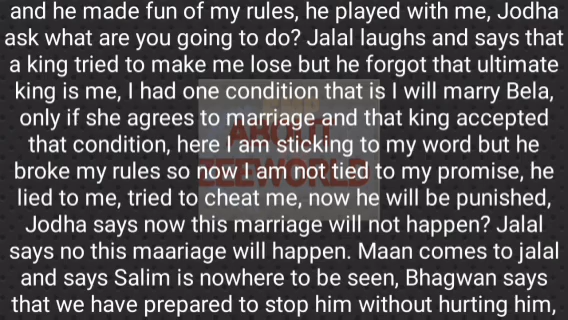 and he made fun of my rules, he played with me, Jodha
ask what are you going to do? Jalal laughs and says that
a king tried to make me lose but he forgot that ultimate
king is me, I had one condition that is I will marry Bela,
only if she agrees to marriage and that king accepted
that condition, here I am sticking to my word but he
broke my rules so now I am not tied to my promise, he
lied to me, tried to cheat me, now he will be punished,
Jodha says now this marriage will not happen? Jalal
says no this maariage will happen. Maan comes to jalal
and says Salim is nowhere to be seen, Bhagwan says
that we have prepared to stop him without hurting him,
ABOUT
ZEEWORLD